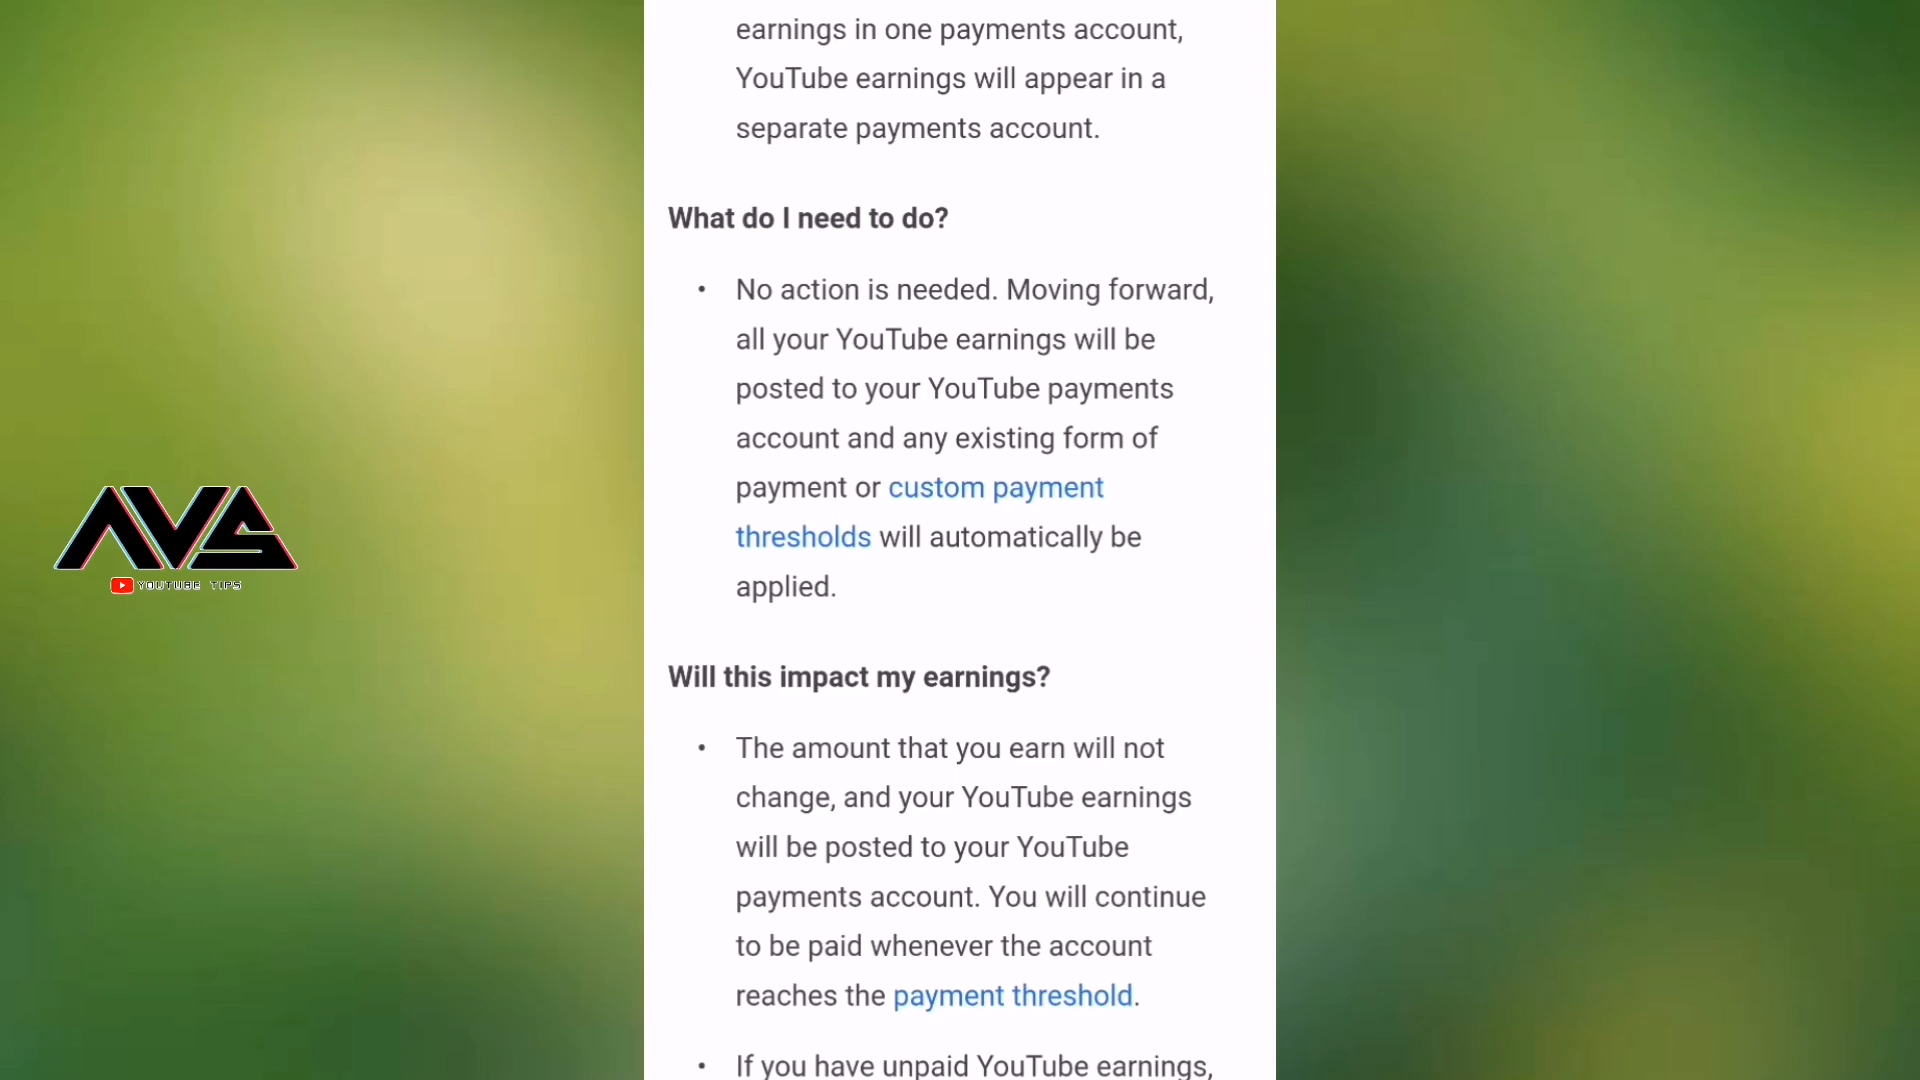 earnings in one payments account,
YouTube earnings will appear in a
separate payments account.
What do I need to do?
• No action is needed. Moving forward,
all your YouTube earnings will be
posted to your YouTube payments
account and any existing form of
payment or custom payment
thresholds will automatically be
applied.
Will this impact my earnings?
• The amount that you earn will not
change, and your YouTube earnings
will be posted to your YouTube
payments account. You will continue
to be paid whenever the account
reaches the payment threshold.
• If you have unpaid YouTube earnings,
AVS
YOUTUBE TIPS